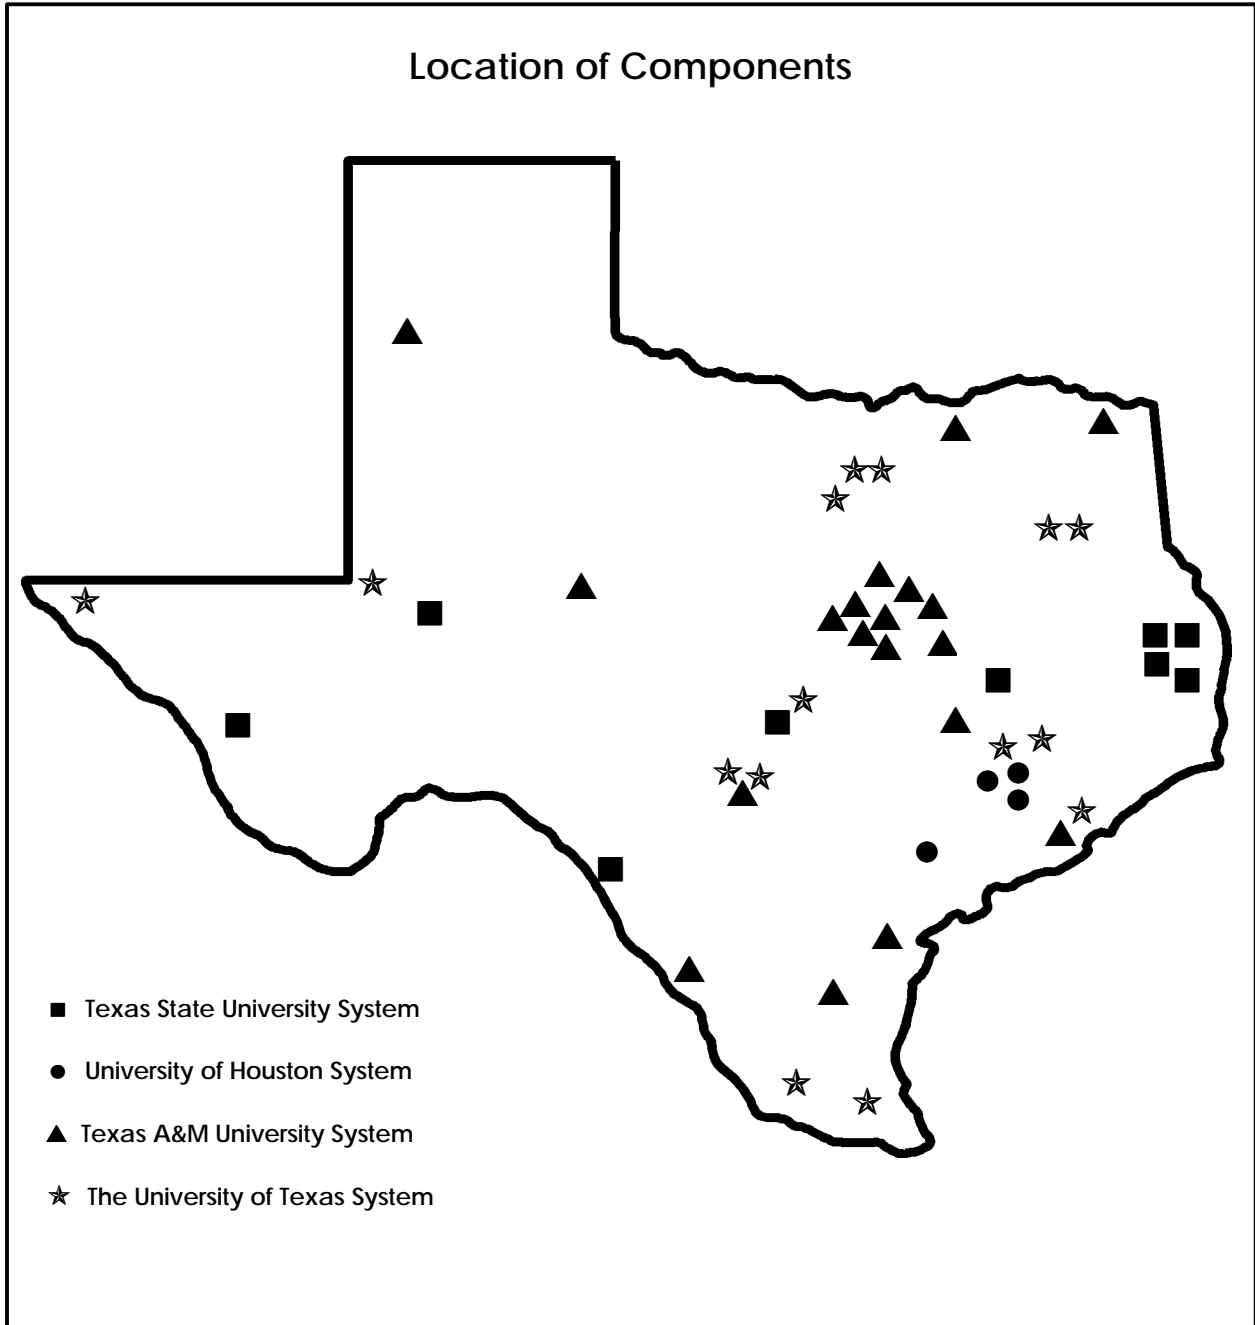 Location of Components
Texas State University System
University of Houston System
Texas A&M University System
The University of Texas System